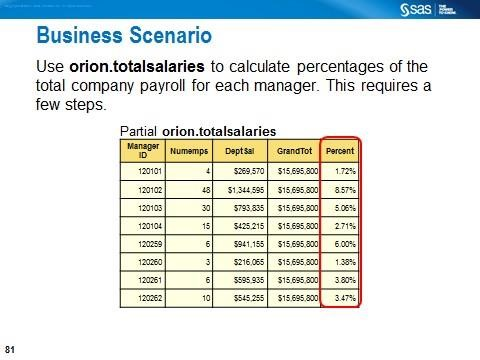 sas THE POWER TO KNOW.
Business Scenario
Use orion.totalsalaries to calculate percentages of the
total company payroll for each manager. This requires a
few steps.
Partial orion.totalsalaries
Manager ID Numemps DeptSal GrandTot Percent
120101 4 $269,570 $15,695,800 1.72%
120102 48 $1,344,595 $15,695,800 8.57%
120103 30 $793,835 $15,695,800 5.06%
120104 15 $425,215 $15,695,800 2.71%
120259 6 $941,155 $15,695,800 6.00%
120260 3 $216,065 $15,695,800 1.38%
120261 6 $595,935 $15,695,800 3.80%
120262 10 $545,255 $15,695,800 3.47%
81